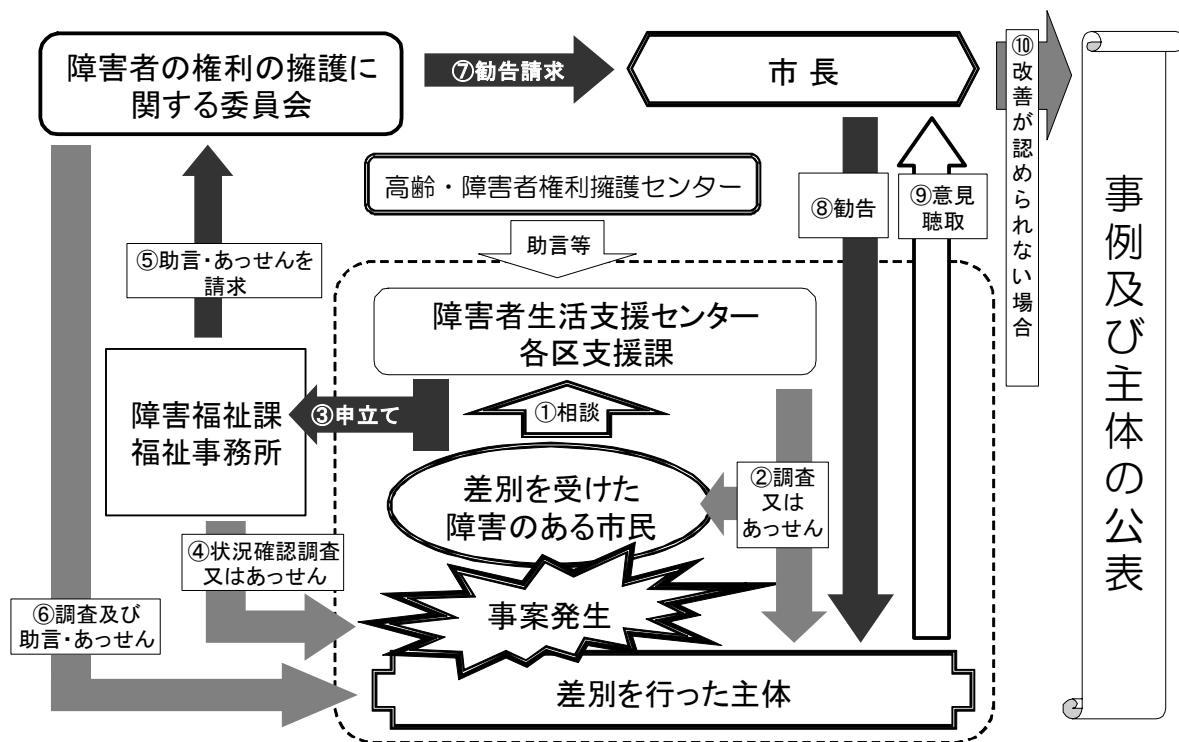 障害者の権利の擁護に
関する委員会
⑦勧告請求
市長
⑩改善が認められない場合
事例及び主体の公表
高齢・障害者権利擁護センター
助言等
⑧勧告
⑨意見
聴取
⑤助言・あっせんを
請求
障害者生活支援センター
各区支援課
障害福祉課
福祉事務所
③申立て
①相談
差別を受けた
障害のある市民
②調査
又は
あっせん
④状況確認調査
又はあっせん
事案発生
⑥調査及び
助言・あっせん
差別を行った主体